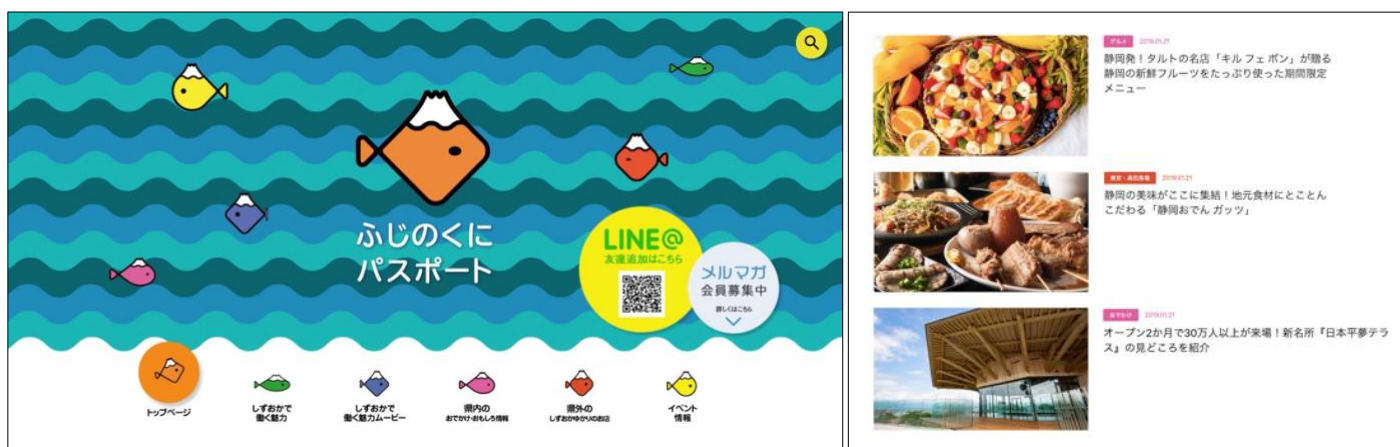 ふじのくに
パスポート
LINE@
友達追加はこちら
メルマガ
会員募集中
詳しくはこちら
トップページ
しずおかで
働く魅力
しずおかで
働く魅力ムービー
県内の
おでかけ・おもしろ情報
県外の
しずおかゆかりのお店
イベント
情報
グルメ 2019.01.21
静岡発！タルトの名店「キル フェ ボン」が贈る
静岡の新鮮フルーツをたっぷり使った期間限定
メニュー
2019.01.21
静岡の美味がここに集結！地元食材にとことん
こだわる「静岡おでん ガッツ」
おでかけ 2019.01.21
オープン2か月で30万人以上が来場！新名所『日本平夢テラ
ス』の見どころを紹介